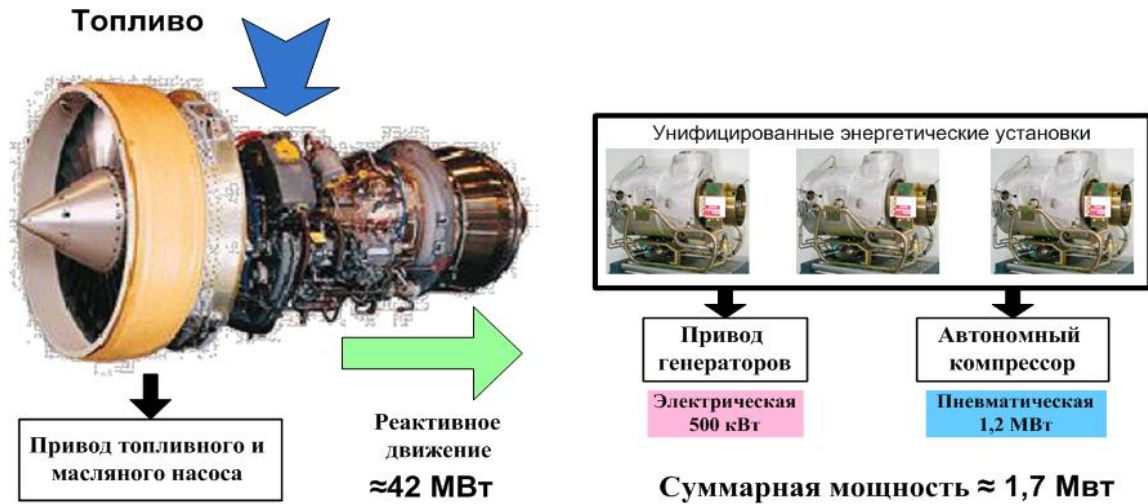 Топливо
Привод топливного и
масляного насоса
Реактивное
движение
≈42 МВт
Унифицированные энергетические установки
Привод
генераторов
Электрическая
500 кВт
Автономный
компрессор
Пневматическая
1,2 МВт
Суммарная мощность ≈ 1,7 Мвт